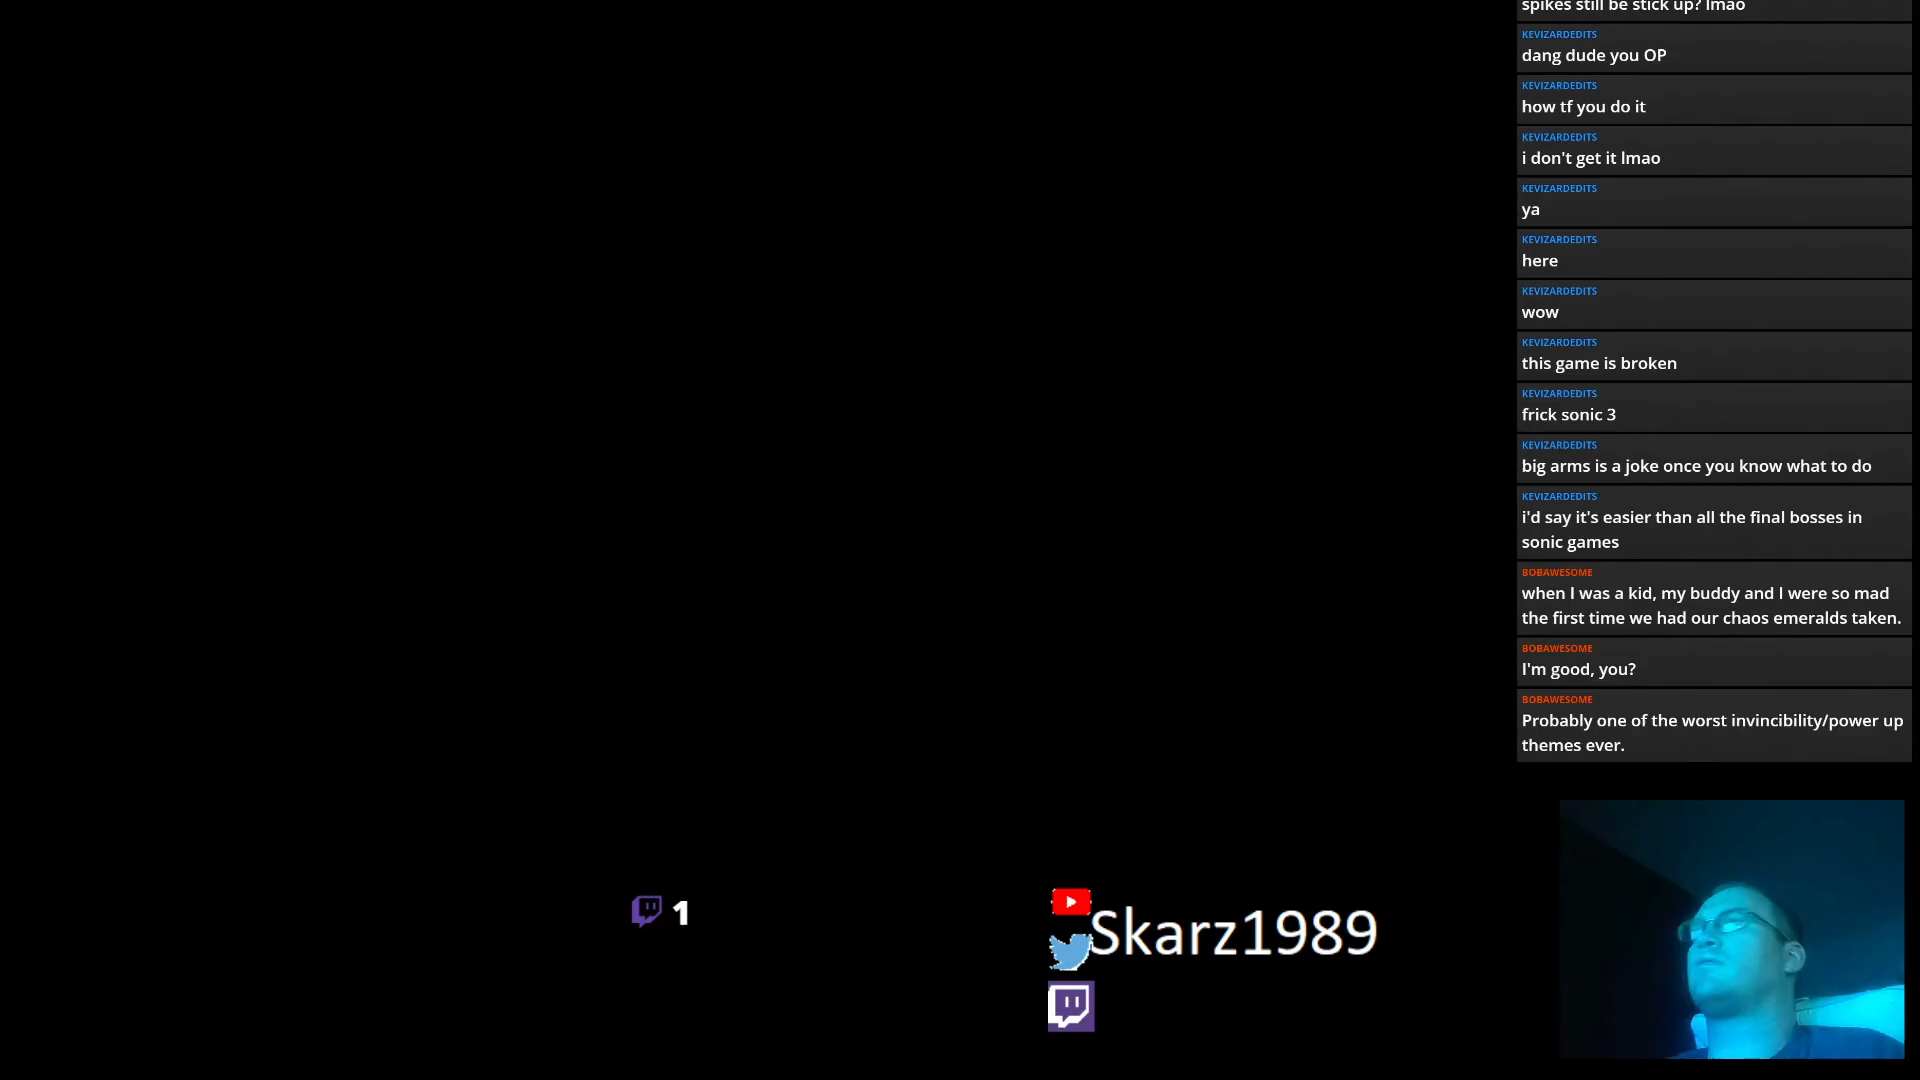 spikes still be stick up? lmao
KEVIZARDEDITS
dang dude you OP
KEVIZARDEDITS
how tf you do it
KEVIZARDEDITS
i don't get it lmao
KEVIZARDEDITS
ya
KEVIZARDEDITS
here
KEVIZARDEDITS
wow
KEVIZARDEDITS
this game is broken
KEVIZARDEDITS
frick sonic 3
KEVIZARDEDITS
big arms is a joke once you know what to do
KEVIZARDEDITS
i'd say it's easier than all the final bosses in
sonic games
BOBAWESOME
when I was a kid, my buddy and I were so mad
the first time we had our chaos emeralds taken.
BOBAWESOME
I'm good, you?
BOBAWESOME
Probably one of the worst invincibility/power up
themes ever.
1
Skarz1989